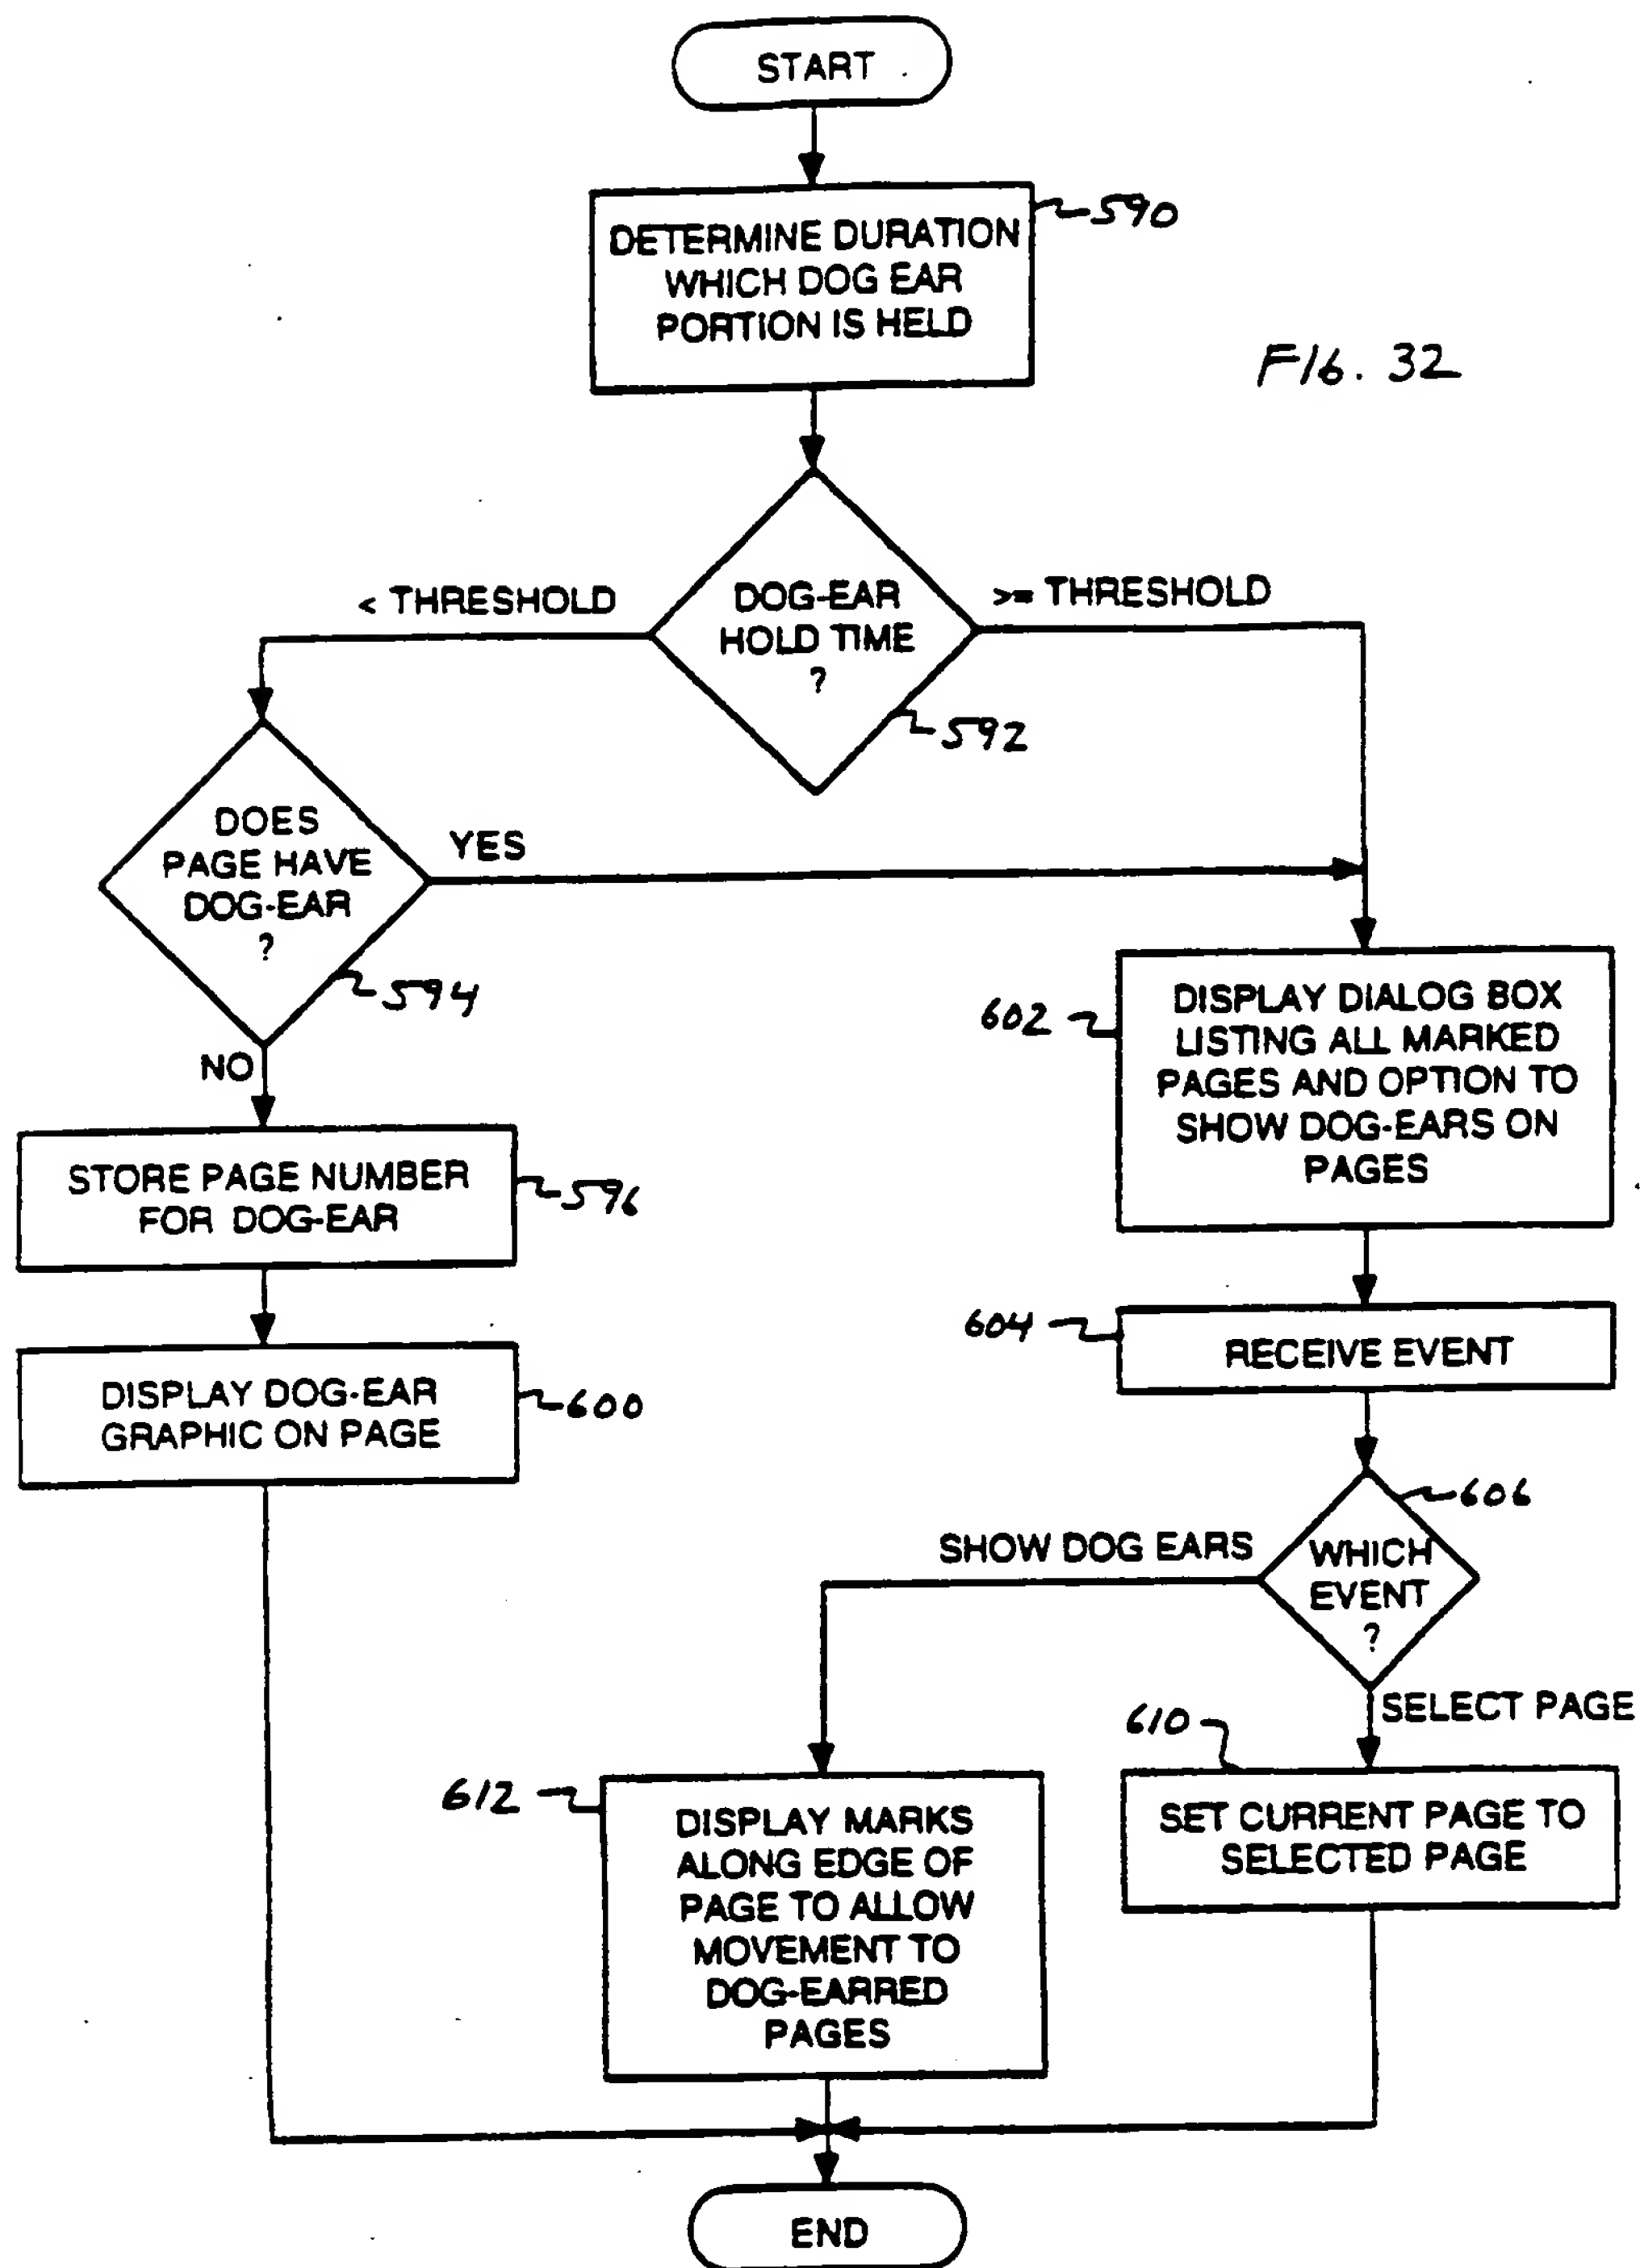 START
DETERMINE DURATION
WHICH DOG EAR
PORTION IS HELD
590
FIG. 32
< THRESHOLD
DOG-EAR
HOLD TIME
?
>= THRESHOLD
592
DOES
PAGE HAVE
DOG-EAR
?
YES
594
NO
602
DISPLAY DIALOG BOX
LISTING ALL MARKED
PAGES AND OPTION TO
SHOW DOG-EARS ON
PAGES
STORE PAGE NUMBER
FOR DOG-EAR
596
604
RECEIVE EVENT
DISPLAY DOG-EAR
GRAPHIC ON PAGE
600
606
SHOW DOG EARS
WHICH
EVENT
?
SELECT PAGE
610
SET CURRENT PAGE TO
SELECTED PAGE
612
DISPLAY MARKS
ALONG EDGE OF
PAGE TO ALLOW
MOVEMENT TO
DOG-EARRED
PAGES
END